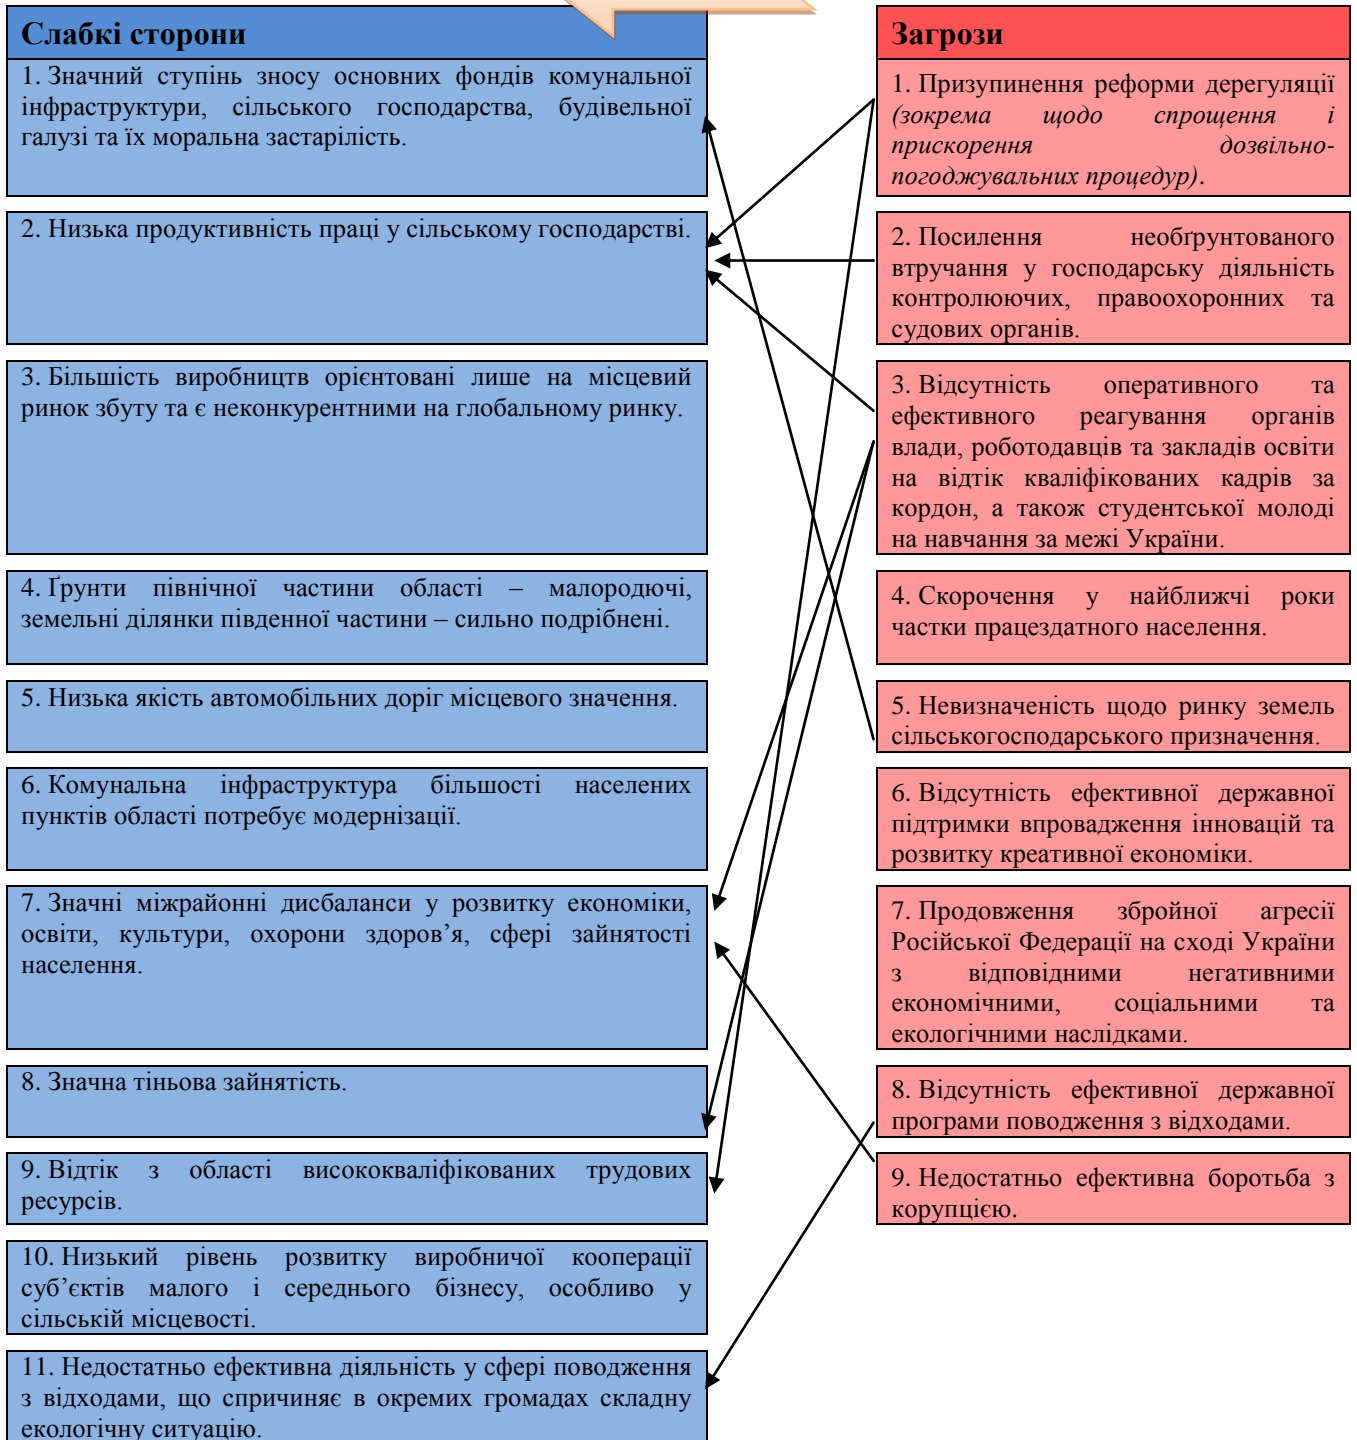 Слабкі сторони
1. Значний ступінь зносу основних фондів комунальної
інфраструктури, сільського господарства, будівельної
галузі та їх моральна застарілість.
2. Низька продуктивність праці у сільському господарстві.
3. Більшість виробництв орієнтовані лише на місцевий
ринок збуту та є неконкурентними на глобальному ринку.
4. Ґрунти північної частини області – малородючі,
земельні ділянки південної частини – сильно подрібнені.
5. Низька якість автомобільних доріг місцевого значення.
6. Комунальна інфраструктура більшості населених
пунктів області потребує модернізації.
7. Значні міжрайонні дисбаланси у розвитку економіки,
освіти, культури, охорони здоров’я, сфері зайнятості
населення.
8. Значна тіньова зайнятість.
9. Відтік з області висококваліфікованих трудових
ресурсів.
10. Низький рівень розвитку виробничої кооперації
суб’єктів малого і середнього бізнесу, особливо у
сільській місцевості.
11. Недостатньо ефективна діяльність у сфері поводження
з відходами, що спричиняє в окремих громадах складну
екологічну ситуацію.
Загрози
1. Призупинення реформи дерегуляції
(зокрема щодо спрощення і
прискорення дозвільно-
погоджувальних процедур).
2. Посилення необґрунтованого
втручання у господарську діяльність
контролюючих, правоохоронних та
судових органів.
3. Відсутність оперативного та
ефективного реагування органів
влади, роботодавців та закладів освіти
на відтік кваліфікованих кадрів за
кордон, а також студентської молоді
на навчання за межі України.
4. Скорочення у найближчі роки
частки працездатного населення.
5. Невизначеність щодо ринку земель
сільськогосподарського призначення.
6. Відсутність ефективної державної
підтримки впровадження інновацій та
розвитку креативної економіки.
7. Продовження збройної агресії
Російської Федерації на сході України
з відповідними негативними
економічними, соціальними та
екологічними наслідками.
8. Відсутність ефективної державної
програми поводження з відходами.
9. Недостатньо ефективна боротьба з
корупцією.